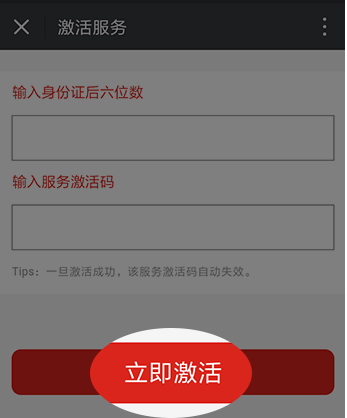 激活服务
输入身份证后六位数
输入服务激活码
Tips：一旦激活成功，该服务激活码自动失效。
立即激活